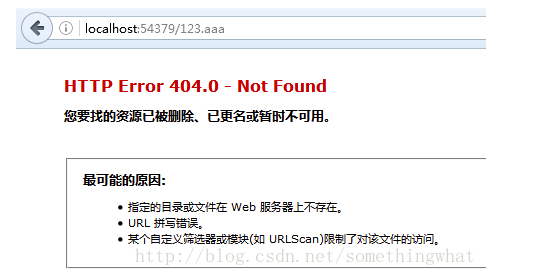 localhost:54379/123.aaa
HTTP Error 404.0 - Not Found
您要找的资源已被删除、已更名或暂时不可用。
最可能的原因:
• 指定的目录或文件在 Web 服务器上不存在。
• URL 拼写错误。
• 某个自定义筛选器或模块(如 URLScan)限制了对该文件的访问。
http://blog.csdn.net/somethingwhat